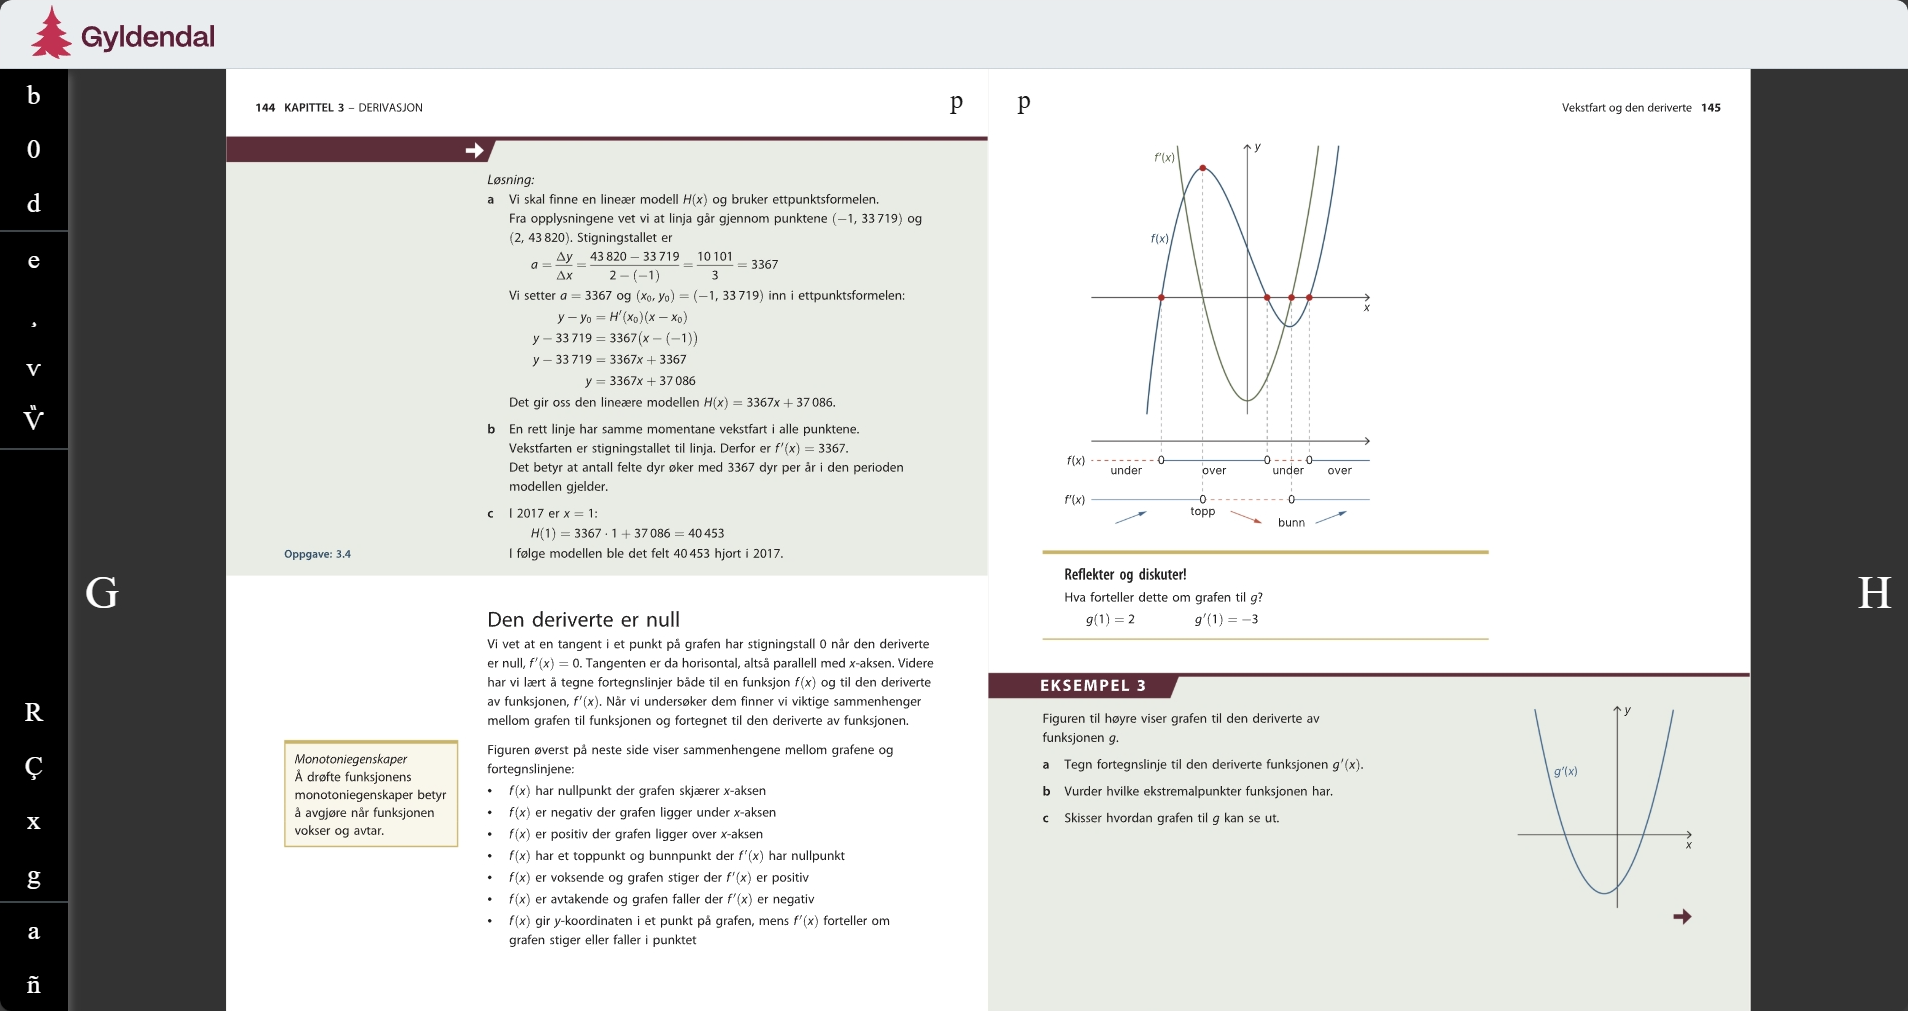 Gyldendal
b
0
d
e
¸
v
R
Ç
x
g
a
ñ
G
H
144 KAPITTEL 3 – DERIVASJON
p
Løsning:
a Vi skal finne en lineær modell H(x) og bruker ettpunktsformelen.
Fra opplysningene vet vi at linja går gjennom punktene (−1, 33 719) og
(2, 43 820). Stigningstallet er
a = Δy/Δx = (43 820 − 33 719)/(2 − (−1)) = 10 101/3 = 3367
Vi setter a = 3367 og (x₀, y₀) = (−1, 33 719) inn i ettpunktsformelen:
y − y₀ = H′(x₀)(x − x₀)
y − 33 719 = 3367(x − (−1))
y − 33 719 = 3367x + 3367
y = 3367x + 37 086
Det gir oss den lineære modellen H(x) = 3367x + 37 086.
b En rett linje har samme momentane vekstfart i alle punktene.
Vekstfarten er stigningstallet til linja. Derfor er f′(x) = 3367.
Det betyr at antall felte dyr øker med 3367 dyr per år i den perioden
modellen gjelder.
c I 2017 er x = 1:
H(1) = 3367 · 1 + 37 086 = 40 453
I følge modellen ble det felt 40 453 hjort i 2017.
Oppgave: 3.4
Den deriverte er null
Vi vet at en tangent i et punkt på grafen har stigningstall 0 når den deriverte
er null, f′(x) = 0. Tangenten er da horisontal, altså parallell med x-aksen. Videre
har vi lært å tegne fortegnslinjer både til en funksjon f(x) og til den deriverte
av funksjonen, f′(x). Når vi undersøker dem finner vi viktige sammenhenger
mellom grafen til funksjonen og fortegnet til den deriverte av funksjonen.
Monotoniegenskaper
Å drøfte funksjonens
monotoniegenskaper betyr
å avgjøre når funksjonen
vokser og avtar.
Figuren øverst på neste side viser sammenhengene mellom grafene og
fortegnslinjene:
• f(x) har nullpunkt der grafen skjærer x-aksen
• f(x) er negativ der grafen ligger under x-aksen
• f(x) er positiv der grafen ligger over x-aksen
• f(x) har et toppunkt og bunnpunkt der f′(x) har nullpunkt
• f(x) er voksende og grafen stiger der f′(x) er positiv
• f(x) er avtakende og grafen faller der f′(x) er negativ
• f(x) gir y-koordinaten i et punkt på grafen, mens f′(x) forteller om
grafen stiger eller faller i punktet
p
Vekstfart og den deriverte 145
f′(x)
y
f(x)
x
f(x) 0 0 0
under over under over
f′(x) 0 0
topp
bunn
Reflekter og diskuter!
Hva forteller dette om grafen til g?
g(1) = 2 g′(1) = −3
EKSEMPEL 3
Figuren til høyre viser grafen til den deriverte av
funksjonen g.
a Tegn fortegnslinje til den deriverte funksjonen g′(x).
b Vurder hvilke ekstremalpunkter funksjonen har.
c Skisser hvordan grafen til g kan se ut.
y
g′(x)
x